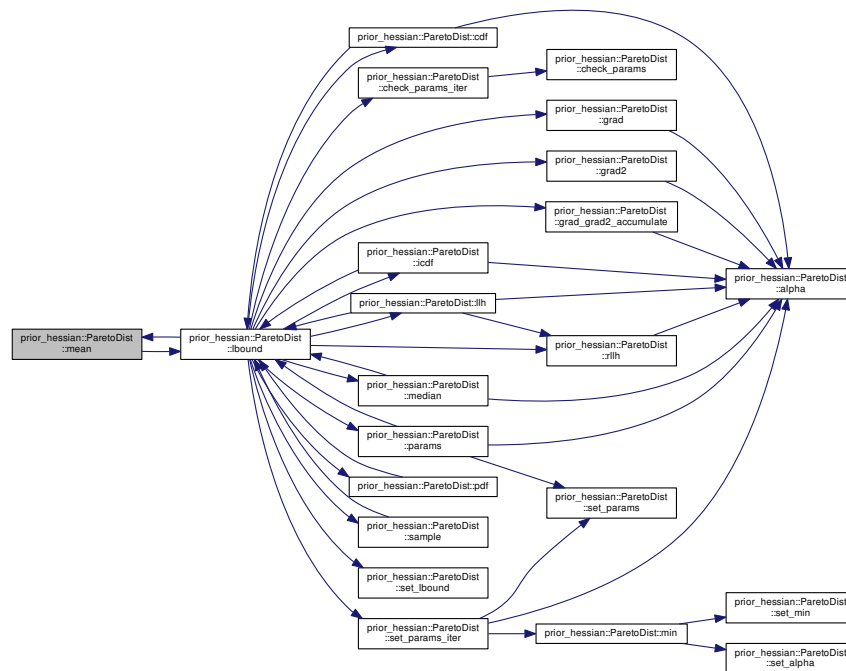 prior_hessian::ParetoDist::cdf
prior_hessian::ParetoDist
::check_params_iter
prior_hessian::ParetoDist
::check_params
prior_hessian::ParetoDist
::grad
prior_hessian::ParetoDist
::grad2
prior_hessian::ParetoDist
::grad_grad2_accumulate
prior_hessian::ParetoDist
::icdf
prior_hessian::ParetoDist
::alpha
prior_hessian::ParetoDist::llh
prior_hessian::ParetoDist
::mean
prior_hessian::ParetoDist
::lbound
prior_hessian::ParetoDist
::rllh
prior_hessian::ParetoDist
::median
prior_hessian::ParetoDist
::params
prior_hessian::ParetoDist::pdf
prior_hessian::ParetoDist
::set_params
prior_hessian::ParetoDist
::sample
prior_hessian::ParetoDist
::set_lbound
prior_hessian::ParetoDist
::set_params_iter
prior_hessian::ParetoDist::min
prior_hessian::ParetoDist
::set_min
prior_hessian::ParetoDist
::set_alpha